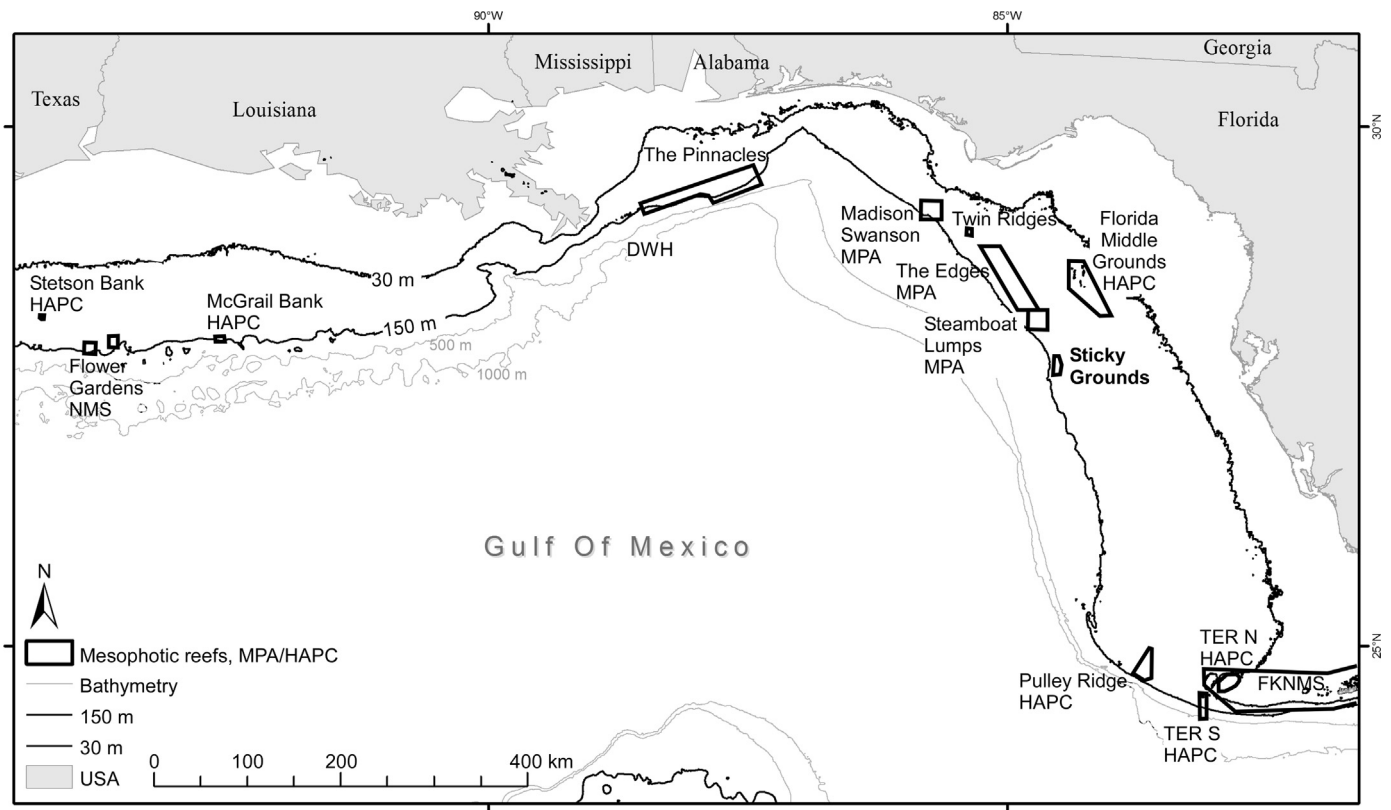 90°W
85°W
Georgia
Mississippi
Alabama
Texas
Louisiana
Florida
30°N
The Pinnacles
Madison
Swanson
MPA
Twin Ridges
Florida
Middle
Grounds
HAPC
DWH
The Edges
MPA
30 m
Stetson Bank
HAPC
McGrail Bank
HAPC
150 m
500 m
1000 m
Steamboat
Lumps
MPA
Sticky
Grounds
Flower
Gardens
NMS
Gulf Of Mexico
N
25°N
TER N
HAPC
FKNMS
Pulley Ridge
HAPC
TER S
HAPC
Mesophotic reefs, MPA/HAPC
Bathymetry
150 m
30 m
USA
0 100 200 400 km